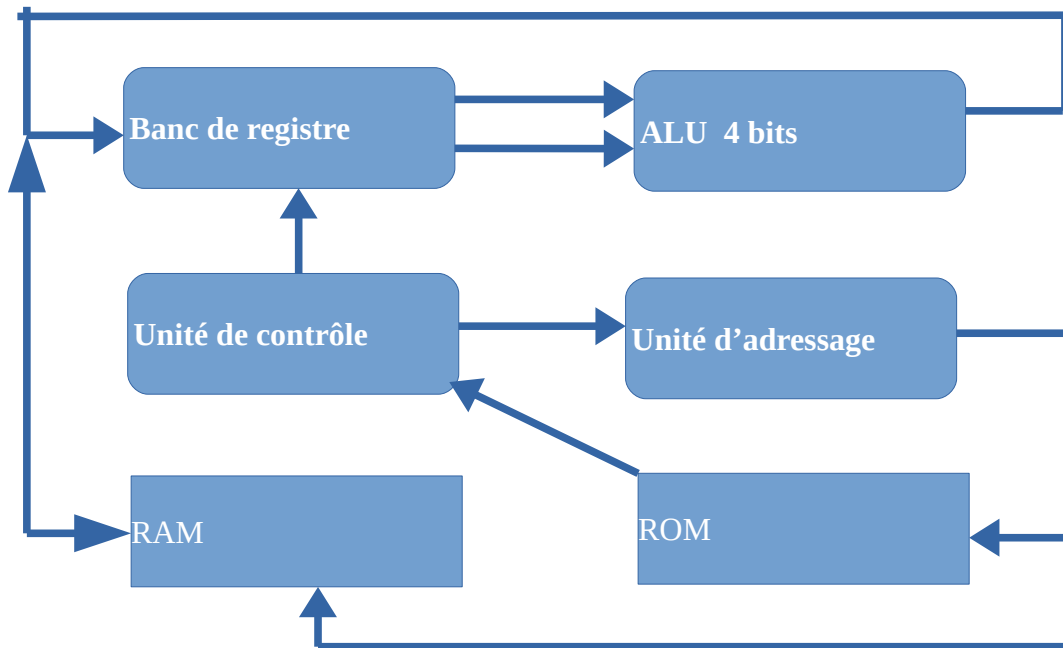 Banc de registre
ALU 4 bits
Unité de contrôle
Unité d’adressage
RAM
ROM